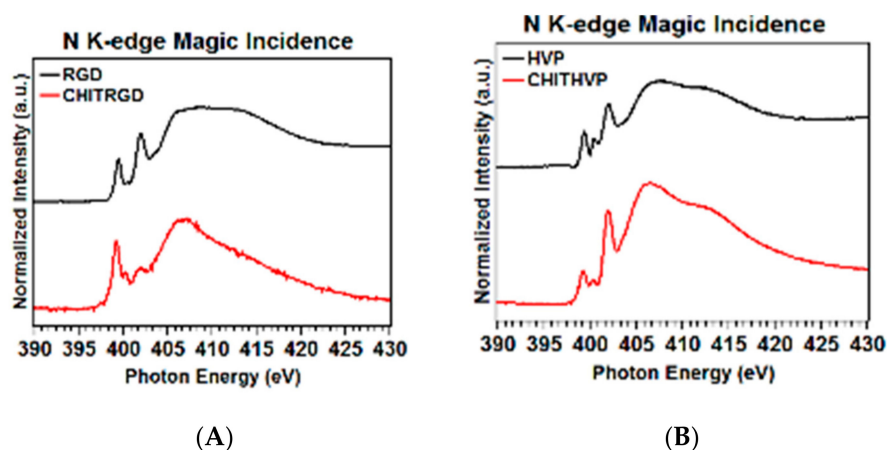 N K-edge Magic Incidence
RGD
CHITRGD
Normalized Intensity (a.u.)
390 395 400 405 410 415 420 425 430
Photon Energy (eV)
(A)
N K-edge Magic Incidence
HVP
CHITHVP
Normalized Intensity (a.u.)
390 395 400 405 410 415 420 425 430
Photon Energy (eV)
(B)